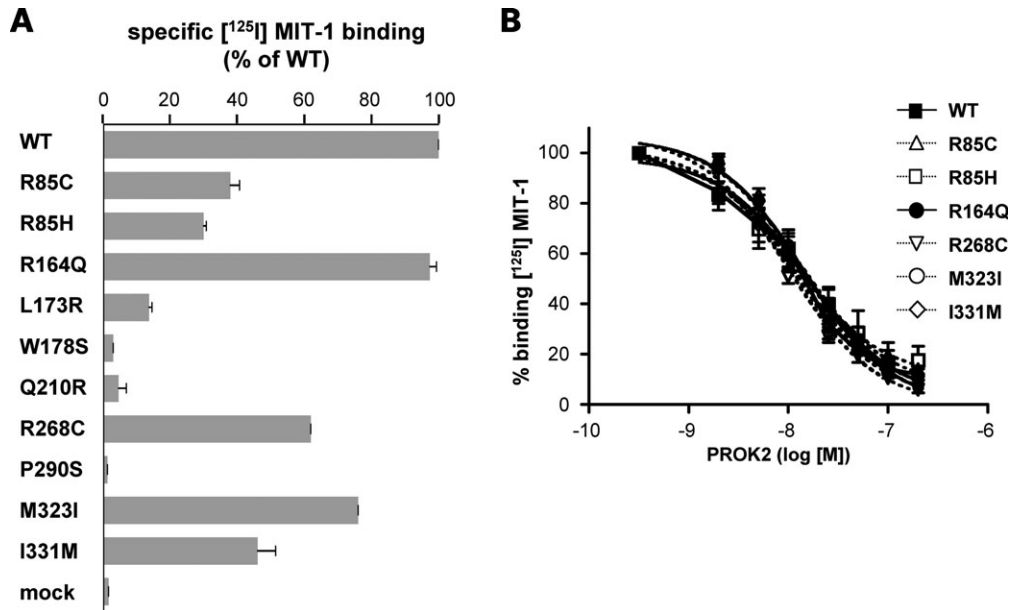 A
specific [¹²⁵I] MIT-1 binding
(% of WT)
0 20 40 60 80 100
WT
R85C
R85H
R164Q
L173R
W178S
Q210R
R268C
P290S
M323I
I331M
mock
B
% binding [¹²⁵I] MIT-1
100
80
60
40
20
0
-10 -9 -8 -7 -6
PROK2 (log [M])
WT
R85C
R85H
R164Q
R268C
M323I
I331M